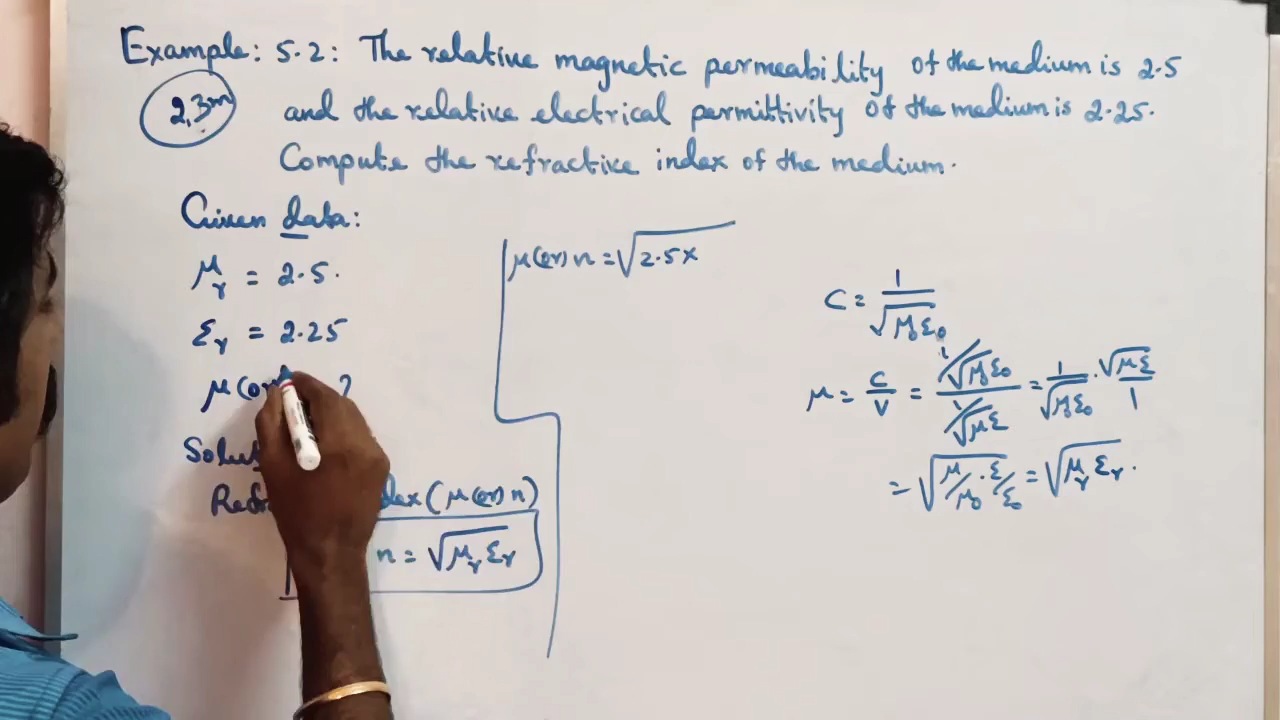 Example: 5.2: The relative magnetic permeability of the medium is 2.5
2,3m
and the relative electrical permittivity of the medium is 2.25.
Compute the refractive index of the medium.
Given data:
μr = 2.5.
εr = 2.25
μ(or) ?
Solut
Refr dex (μ(or) n)
n = √μr εr
μ(or) n = √2.5×
C = 1/√μ0ε0
μ = C/V = (1/√μ0ε0)/(1/√με) = 1/√μ0ε0 · √με/1
= √μ/μ0 · ε/ε0 = √μr εr.